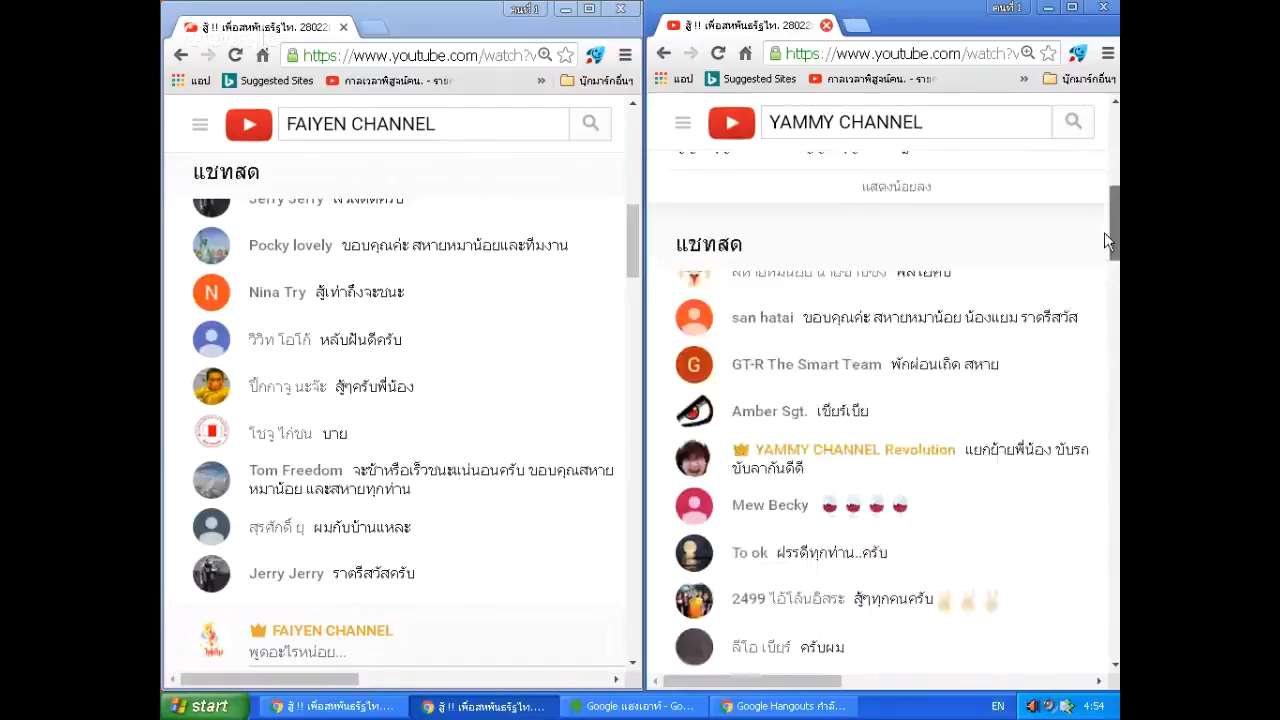 คนที่ 1
สู้ !! เพื่อสหพันธรัฐไท. 28022
https://www.youtube.com/watch?v
แอป
Suggested Sites
กาลเวลาพิสูจน์คน. - ราย
»
บุ๊กมาร์กอื่นๆ
FAIYEN CHANNEL
แชทสด
Jerry Jerry
Pocky lovely ขอบคุณค่ะ สหายหมาน้อยและทีมงาน
Nina Try สู้เท่าถึงจะชนะ
วิวิท โอโก้ หลับฝันดีครับ
ปิ๊กกาจู นะจ๊ะ สู้ๆครับพี่น้อง
โชจู ไก่ชน บาย
Tom Freedom จะช้าหรือเร็วชนะแน่นอนครับ ขอบคุณสหาย
หมาน้อย และสหายทุกท่าน
สุรศักดิ์ ยุ ผมกับบ้านแหละ
Jerry Jerry ราตรีสวัสครับ
FAIYEN CHANNEL
พูดอะไรหน่อย...
คนที่ 1
สู้ !! เพื่อสหพันธรัฐไท. 28022
https://www.youtube.com/watch?v
แอป
Suggested Sites
กาลเวลาพิสูจน์คน. - ราย
»
บุ๊กมาร์กอื่นๆ
YAMMY CHANNEL
แสดงน้อยลง
แชทสด
san hatai ขอบคุณค่ะ สหายหมาน้อย น้องแยม ราตรีสวัส
GT-R The Smart Team พักผ่อนเถิด สหาย
Amber Sgt. เชียร์เบีย
YAMMY CHANNEL Revolution แยกย้ายพี่น้อง ขับรถ
ขับลากันดีดี
Mew Becky 🍷🍷🍷🍷
To ok ฝรรดีทุกท่าน..ครับ
2499 ไอ้โล้นอิสระ สู้ๆทุกคนครับ✌✌✌
ลีโอ เบียร์ ครับผม
start
สู้ !! เพื่อสหพันธรัฐไท....
สู้ !! เพื่อสหพันธรัฐไท....
Google แฮงเอาท์ - Go...
Google Hangouts กำลั...
EN
4:54